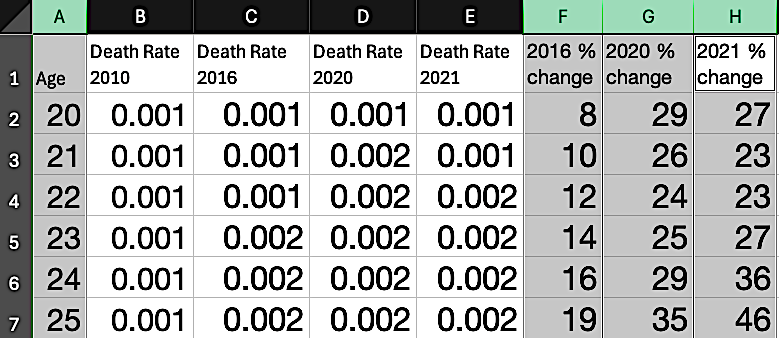 A B C D E F G H
1 Age Death Rate 2010 Death Rate 2016 Death Rate 2020 Death Rate 2021 2016 % change 2020 % change 2021 % change
2 20 0.001 0.001 0.001 0.001 8 29 27
3 21 0.001 0.001 0.002 0.001 10 26 23
4 22 0.001 0.001 0.002 0.002 12 24 23
5 23 0.001 0.002 0.002 0.002 14 25 27
6 24 0.001 0.002 0.002 0.002 16 29 36
7 25 0.001 0.002 0.002 0.002 19 35 46